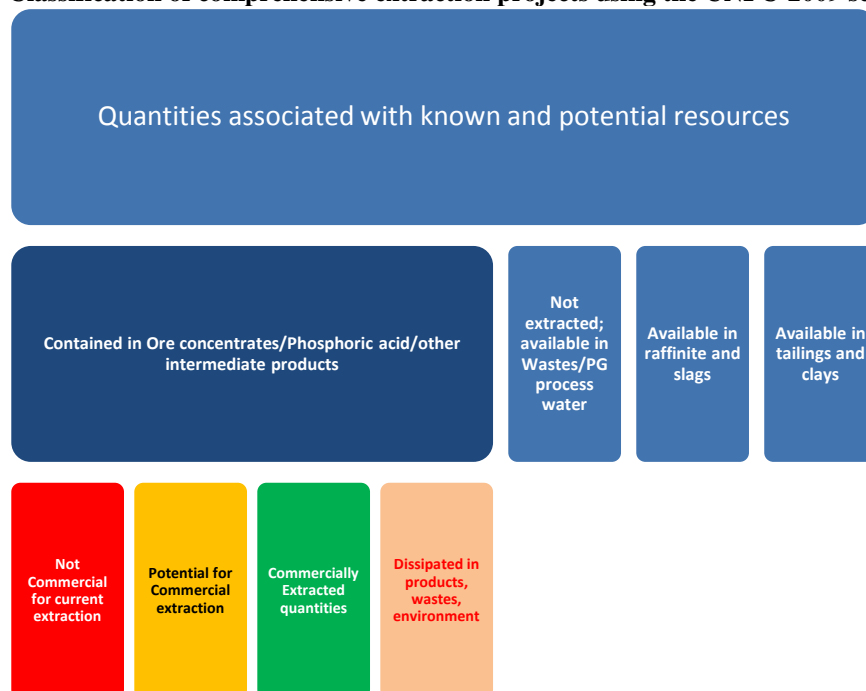 Quantities associated with known and potential resources
Contained in Ore concentrates/Phosphoric acid/other
intermediate products
Not
extracted;
available in
Wastes/PG
process
water
Available in
raffinite and
slags
Available in
tailings and
clays
Not
Commercial
for current
extraction
Potential for
Commercial
extraction
Commercially
Extracted
quantities
Dissipated in
products,
wastes,
environment